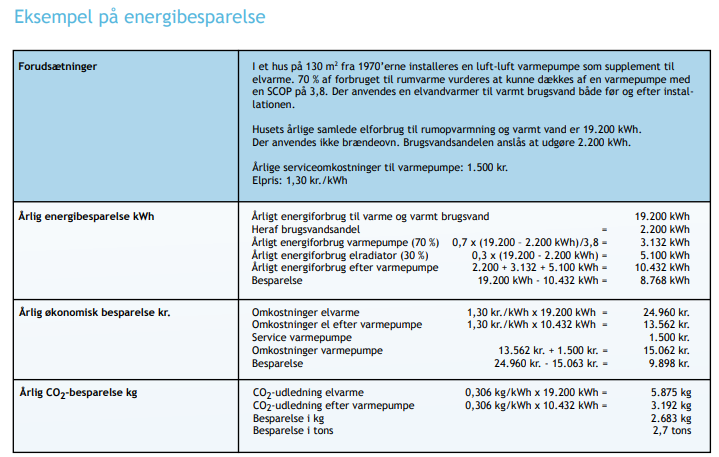 Eksempel på energibesparelse
Forudsætninger
I et hus på 130 m² fra 1970'erne installeres en luft-luft varmepumpe som supplement til
elvarme. 70 % af forbruget til rumvarme vurderes at kunne dækkes af en varmepumpe med
en SCOP på 3,8. Der anvendes en elvandvarmer til varmt brugsvand både før og efter instal-
lationen.
Husets årlige samlede elforbrug til rumopvarmning og varmt vand er 19.200 kWh.
Der anvendes ikke brændeovn. Brugsvandsandelen anslås at udgøre 2.200 kWh.
Årlige serviceomkostninger til varmepumpe: 1.500 kr.
Elpris: 1,30 kr./kWh
Årlig energibesparelse kWh
Årligt energiforbrug til varme og varmt brugsvand 19.200 kWh
Heraf brugsvandsandel = 2.200 kWh
Årligt energiforbrug varmepumpe (70 %) 0,7 x (19.200 - 2.200 kWh)/3,8 = 3.132 kWh
Årligt energiforbrug elradiator (30 %) 0,3 x (19.200 - 2.200 kWh) = 5.100 kWh
Årligt energiforbrug efter varmepumpe 2.200 + 3.132 + 5.100 kWh = 10.432 kWh
Besparelse 19.200 kWh - 10.432 kWh = 8.768 kWh
Årlig økonomisk besparelse kr.
Omkostninger elvarme 1,30 kr./kWh x 19.200 kWh = 24.960 kr.
Omkostninger el efter varmepumpe 1,30 kr./kWh x 10.432 kWh = 13.562 kr.
Service varmepumpe 1.500 kr.
Omkostninger varmepumpe 13.562 kr. + 1.500 kr. = 15.062 kr.
Besparelse 24.960 kr. - 15.063 kr. = 9.898 kr.
Årlig CO₂-besparelse kg
CO₂-udledning elvarme 0,306 kg/kWh x 19.200 kWh = 5.875 kg
CO₂-udledning efter varmepumpe 0,306 kg/kWh x 10.432 kWh = 3.192 kg
Besparelse i kg 2.683 kg
Besparelse i tons 2,7 tons